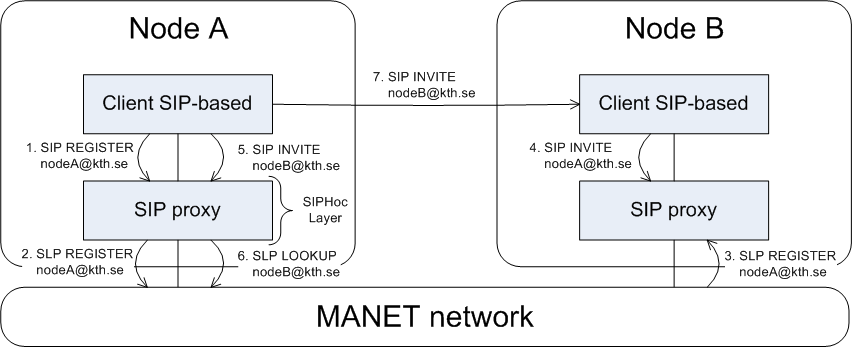 Node A
Node B
7. SIP INVITE
nodeB@kth.se
Client SIP-based
Client SIP-based
1. SIP REGISTER
nodeA@kth.se
5. SIP INVITE
nodeB@kth.se
4. SIP INVITE
nodeA@kth.se
SIP proxy
SIPHoc
Layer
SIP proxy
2. SLP REGISTER
nodeA@kth.se
6. SLP LOOKUP
nodeB@kth.se
3. SLP REGISTER
nodeA@kth.se
MANET network